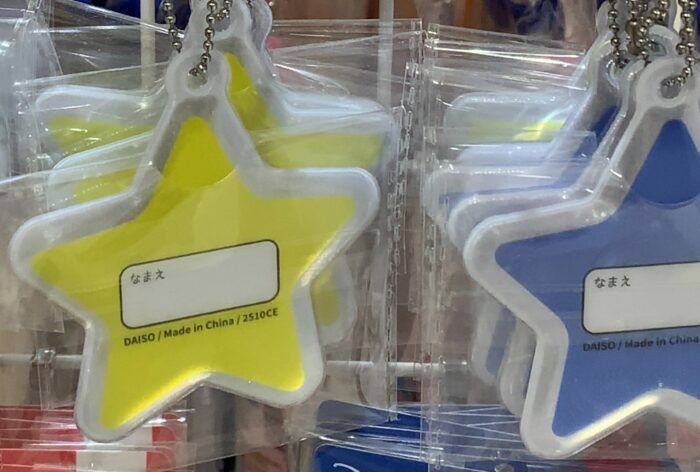 なまえ
DAISO / Made in China / 2510CE
なまえ
DAISO / Made in China